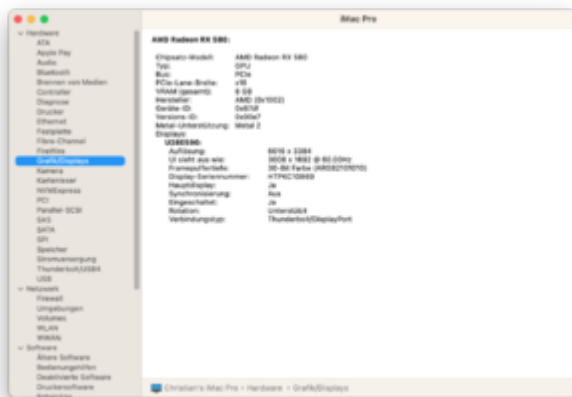 iMac Pro
Hardware
ATA
Apple Pay
Audio
Bluetooth
Brennen von Medien
Controller
Diagnose
Drucker
Ethernet
Festplatte
Fibre-Channel
FireWire
Grafik/Displays
Kamera
Kartenleser
NVMExpress
PCI
Parallel-SCSI
SAS
SATA
SPI
Speicher
Stromversorgung
Thunderbolt/USB4
USB
Netzwerk
Firewall
Umgebungen
Volumes
WLAN
WWAN
Software
Ältere Software
Bedienungshilfen
Deaktivierte Software
Druckersoftware
AMD Radeon RX 580:
Chipsatz-Modell: AMD Radeon RX 580
Typ: GPU
Bus: PCIe
PCIe-Lane-Breite: x16
VRAM (gesamt): 8 GB
Hersteller: AMD (0x1002)
Geräte-ID: 0x67df
Versions-ID: 0x00e7
Metal-Unterstützung: Metal 2
Displays:
Auflösung: 6016 x 3384
UI sieht aus wie: 3008 x 1692 @ 60.00Hz
Framepuffertiefe: 30-Bit Farbe (ARGB2101010)
Display-Seriennummer:
Hauptdisplay: Ja
Synchronisierung: Aus
Eingeschaltet: Ja
Rotation: Unterstützt
Verbindungstyp: Thunderbolt/DisplayPort
Christian's iMac Pro › Hardware › Grafik/Displays